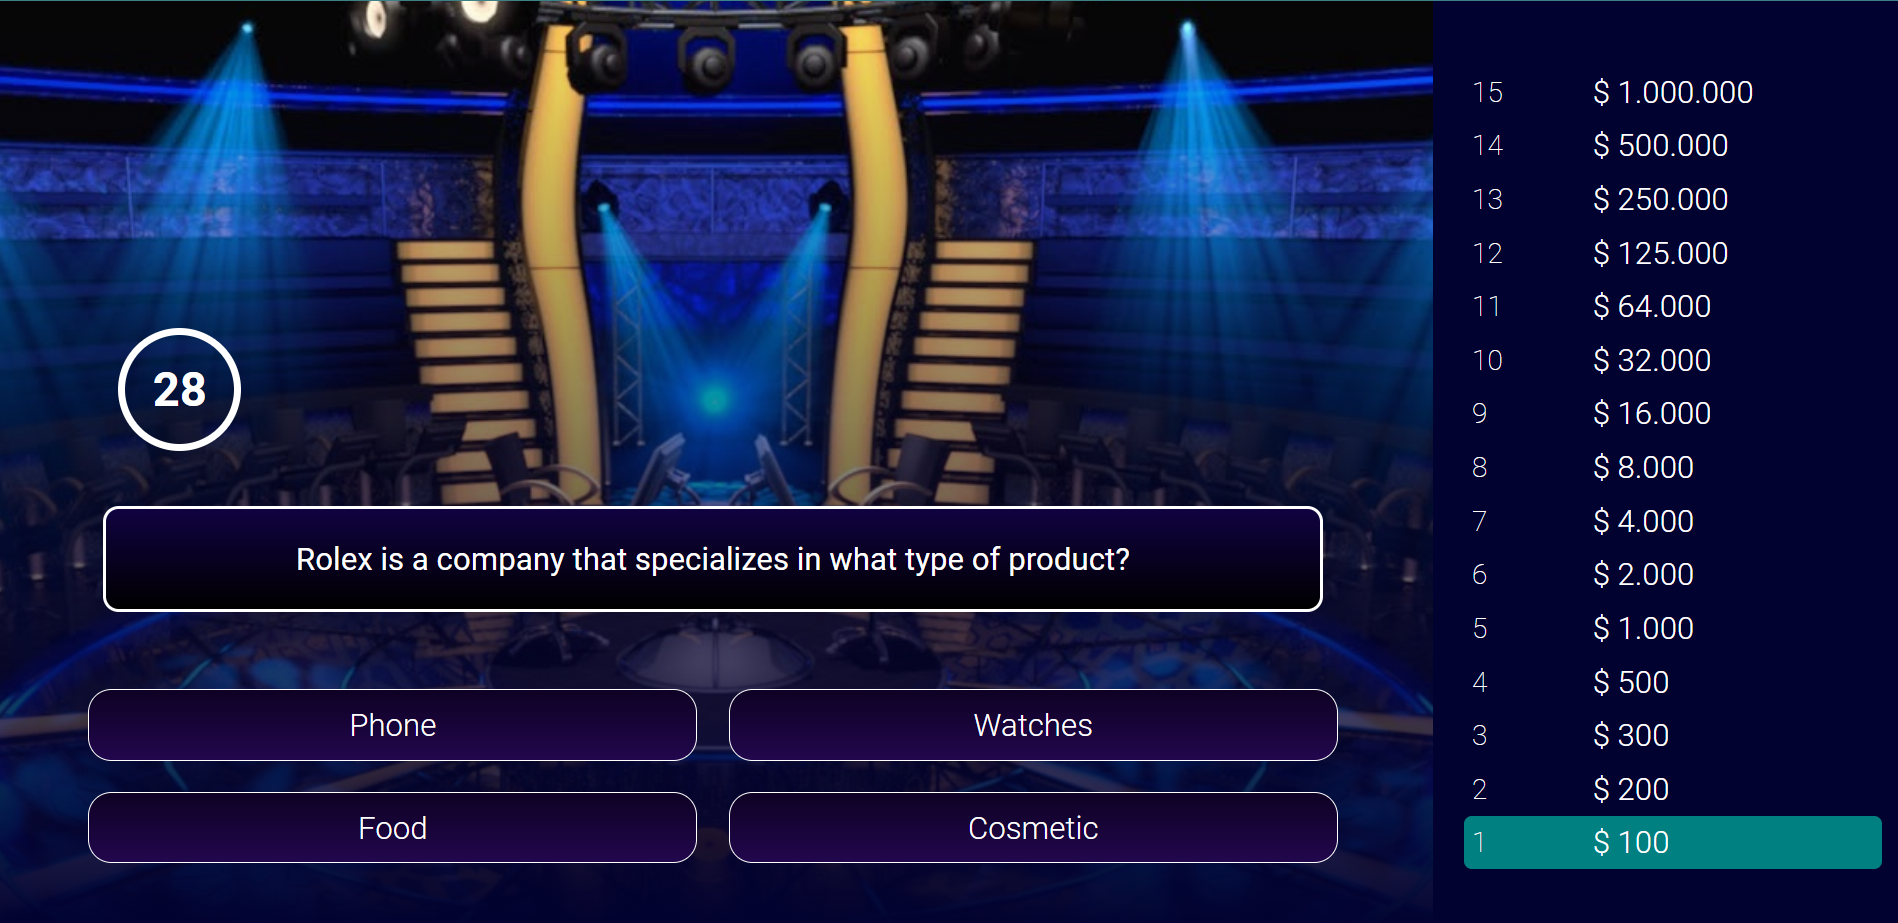 28
Rolex is a company that specializes in what type of product?
Phone
Watches
Food
Cosmetic
15 $ 1.000.000
14 $ 500.000
13 $ 250.000
12 $ 125.000
11 $ 64.000
10 $ 32.000
9 $ 16.000
8 $ 8.000
7 $ 4.000
6 $ 2.000
5 $ 1.000
4 $ 500
3 $ 300
2 $ 200
1 $ 100